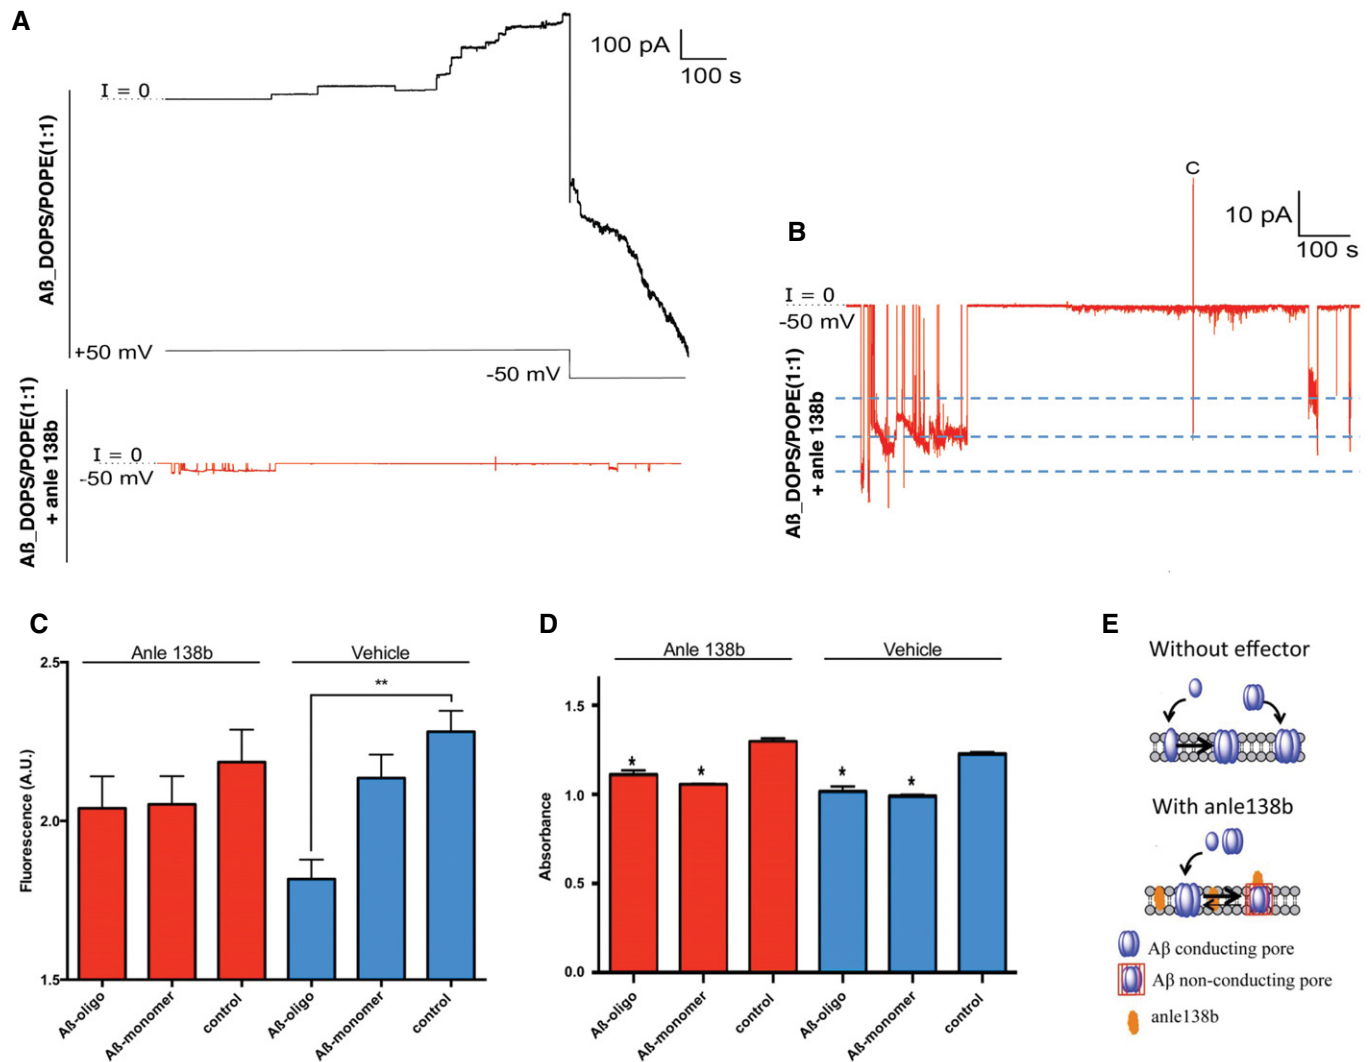 A
I = 0
100 pA
100 s
Aß_DOPS/POPE(1:1)
+50 mV
-50 mV
I = 0
-50 mV
Aß_DOPS/POPE(1:1)
+ anle 138b
B
C
10 pA
100 s
I = 0
-50 mV
Aß_DOPS/POPE(1:1)
+ anle 138b
C
Anle 138b
Vehicle
**
2.5
2.0
1.5
Fluorescence (A.U.)
Aß-oligo
Aß-monomer
control
Aß-oligo
Aß-monomer
control
D
Anle 138b
Vehicle
1.5
1.0
0.5
0.0
Absorbance
*
*
*
*
Aß-oligo
Aß-monomer
control
Aß-oligo
Aß-monomer
control
E
Without effector
With anle138b
Aβ conducting pore
Aβ non-conducting pore
anle138b